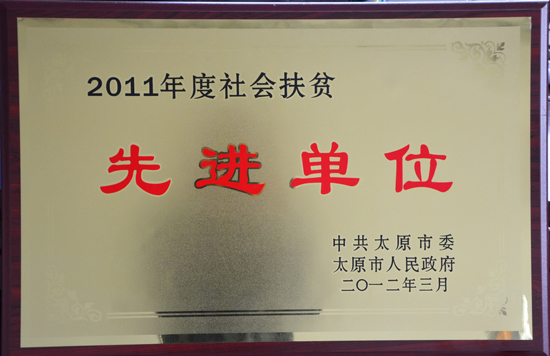 2011年度社会扶贫
先进单位
中共太原市委
太原市人民政府
二〇一二年三月